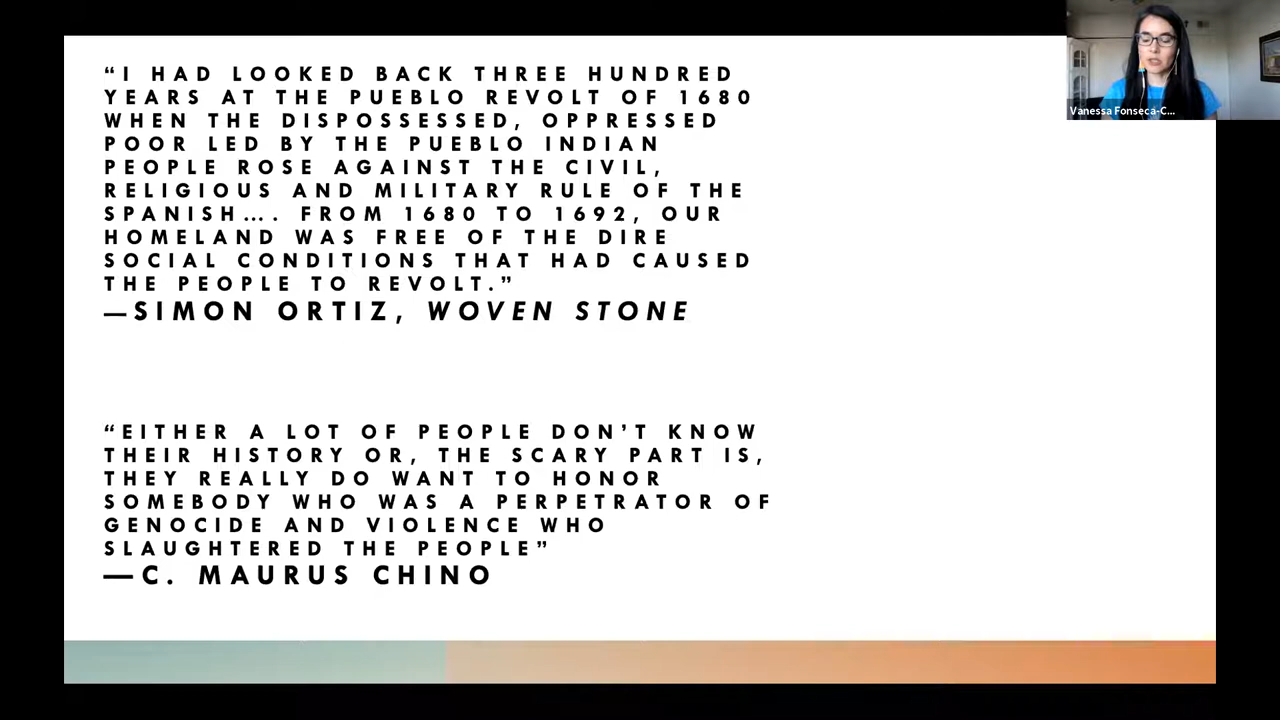 “I HAD LOOKED BACK THREE HUNDRED
YEARS AT THE PUEBLO REVOLT OF 1680
WHEN THE DISPOSSESSED, OPPRESSED
POOR LED BY THE PUEBLO INDIAN
PEOPLE ROSE AGAINST THE CIVIL,
RELIGIOUS AND MILITARY RULE OF THE
SPANISH…. FROM 1680 TO 1692, OUR
HOMELAND WAS FREE OF THE DIRE
SOCIAL CONDITIONS THAT HAD CAUSED
THE PEOPLE TO REVOLT.”
—SIMON ORTIZ, WOVEN STONE
“EITHER A LOT OF PEOPLE DON’T KNOW
THEIR HISTORY OR, THE SCARY PART IS,
THEY REALLY DO WANT TO HONOR
SOMEBODY WHO WAS A PERPETRATOR OF
GENOCIDE AND VIOLENCE WHO
SLAUGHTERED THE PEOPLE”
—C. MAURUS CHINO
Vanessa Fonseca-C...